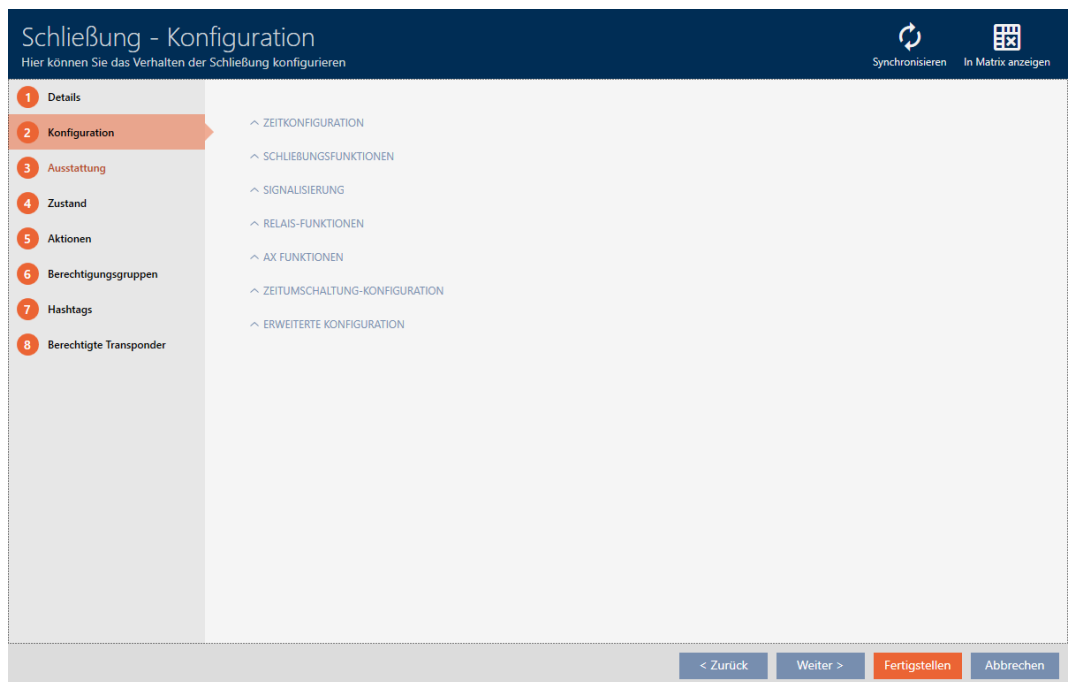 Schließung - Konfiguration
Hier können Sie das Verhalten der Schließung konfigurieren
Synchronisieren
In Matrix anzeigen
1 Details
2 Konfiguration
3 Ausstattung
4 Zustand
5 Aktionen
6 Berechtigungsgruppen
7 Hashtags
8 Berechtigte Transponder
ZEITKONFIGURATION
SCHLIEßUNGSFUNKTIONEN
SIGNALISIERUNG
RELAIS-FUNKTIONEN
AX FUNKTIONEN
ZEITUMSCHALTUNG-KONFIGURATION
ERWEITERTE KONFIGURATION
< Zurück
Weiter >
Fertigstellen
Abbrechen